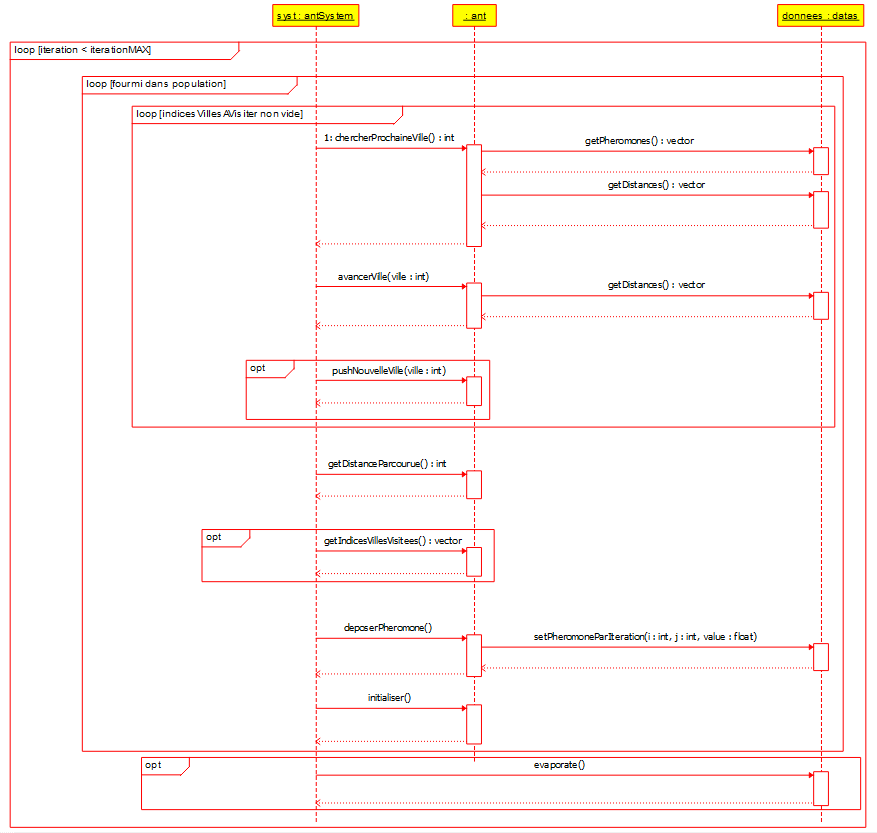 syst : antSystem
: ant
donnees : datas
loop [iteration < iterationMAX]
loop [fourmi dans population]
loop [indices Villes AVisiter non vide]
1: chercherProchaineVille() : int
getPheromones() : vector
getDistances() : vector
avancerVille(ville : int)
getDistances() : vector
opt
pushNouvelleVille(ville : int)
getDistanceParcourue() : int
opt
getIndicesVillesVisitees() : vector
deposerPheromone()
setPheromoneParIteration(i : int, j : int, value : float)
initialiser()
opt
evaporate()